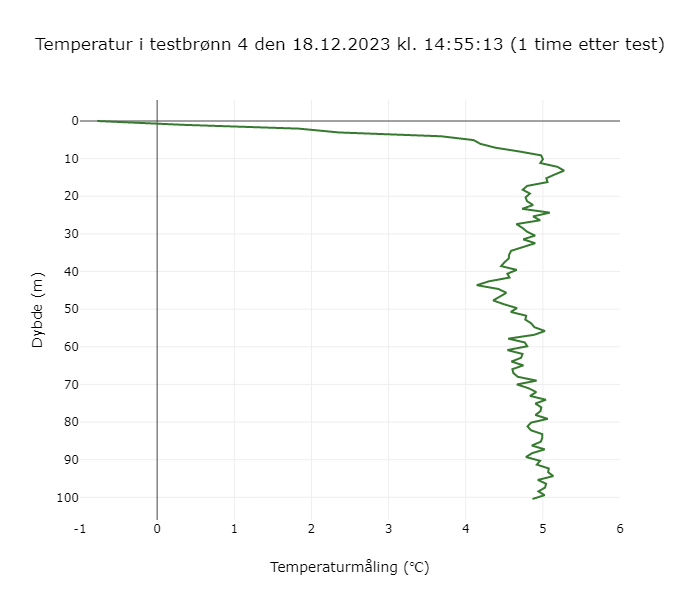 Temperatur i testbrønn 4 den 18.12.2023 kl. 14:55:13 (1 time etter test)
0
10
20
30
40
50
60
70
80
90
100
Dybde (m)
-1 0 1 2 3 4 5 6
Temperaturmåling (°C)